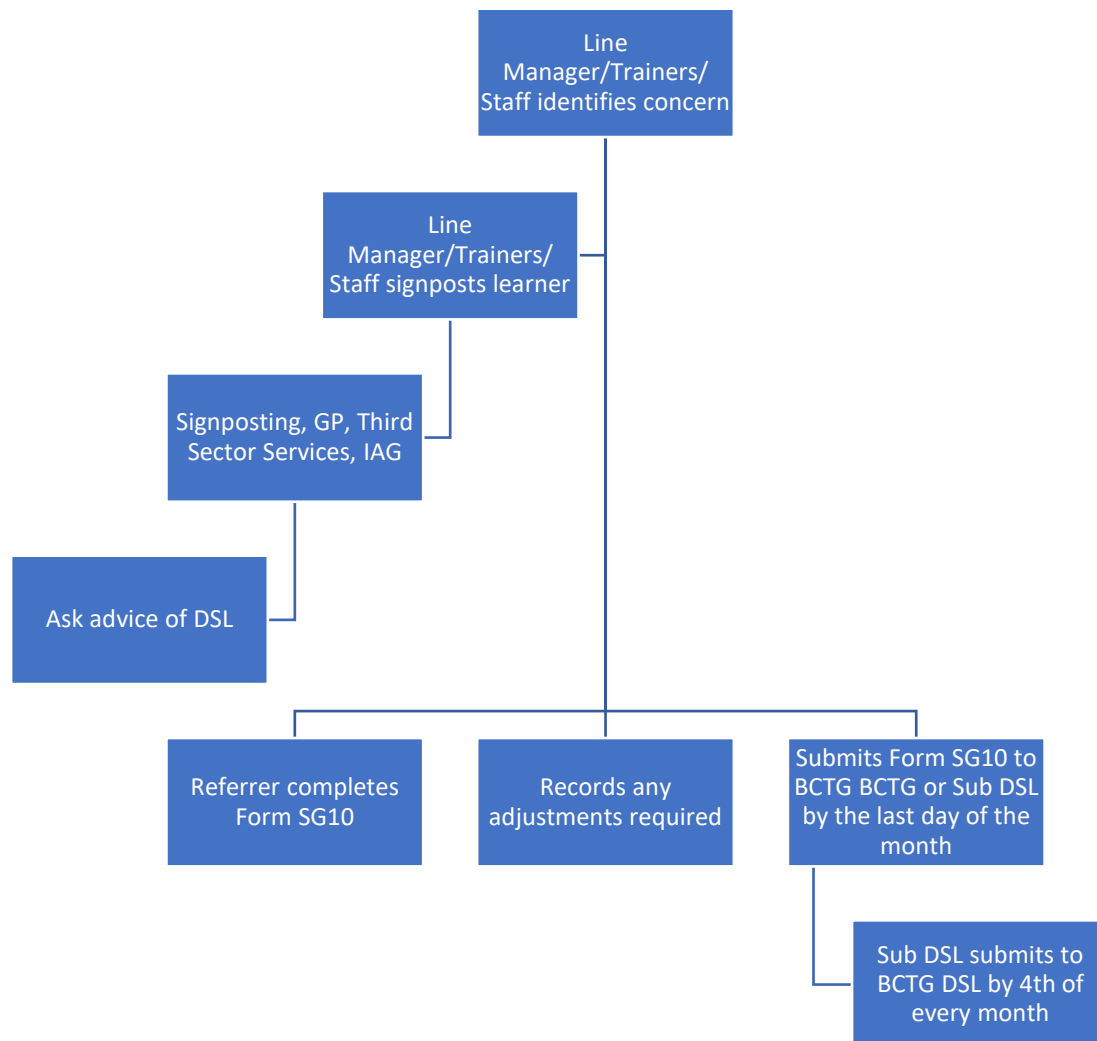 Line
Manager/Trainers/
Staff identifies concern
Line
Manager/Trainers/
Staff signposts learner
Signposting, GP, Third
Sector Services, IAG
Ask advice of DSL
Referrer completes
Form SG10
Records any
adjustments required
Submits Form SG10 to
BCTG BCTG or Sub DSL
by the last day of the
month
Sub DSL submits to
BCTG DSL by 4th of
every month